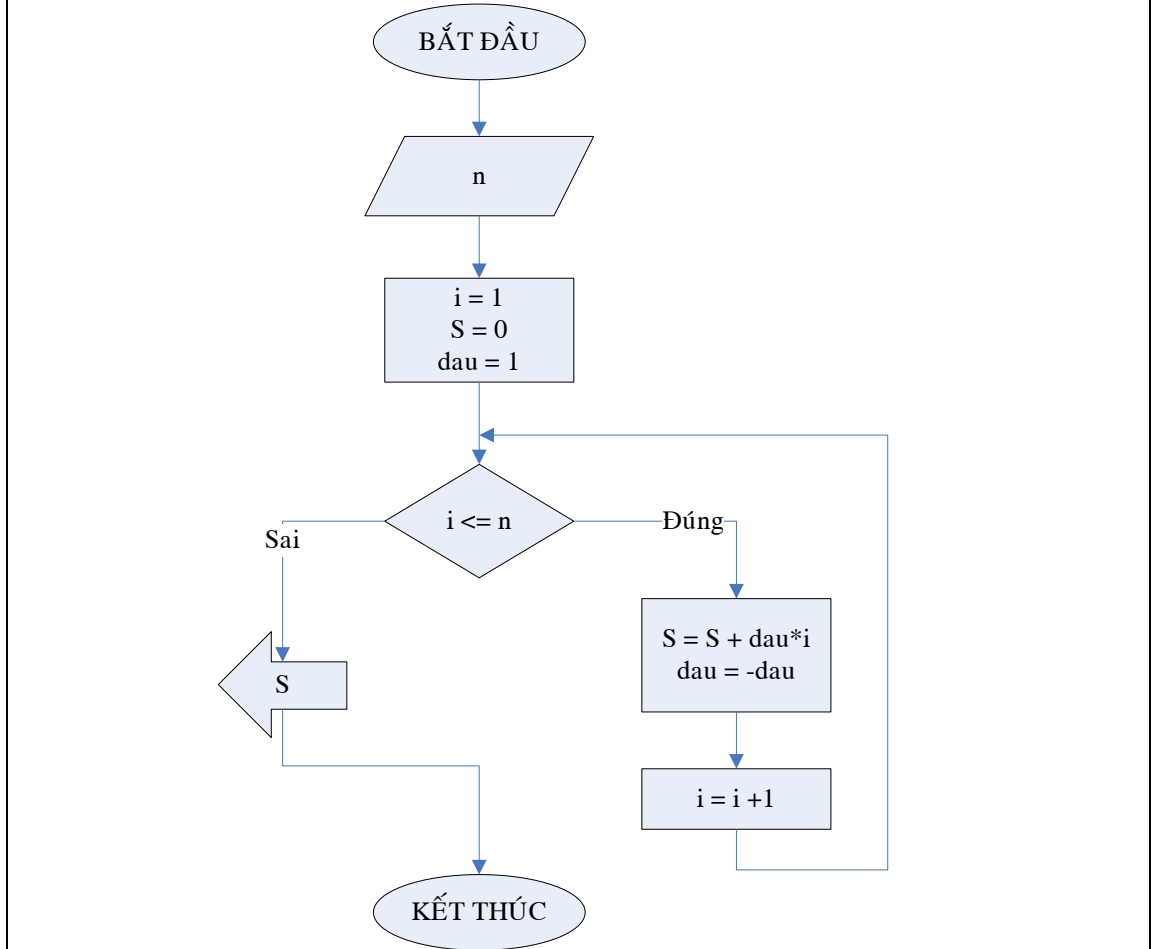 BẮT ĐẦU
n
i = 1
S = 0
dau = 1
i <= n
Sai
Đúng
S = S + dau*i
dau = -dau
S
i = i +1
KẾT THÚC